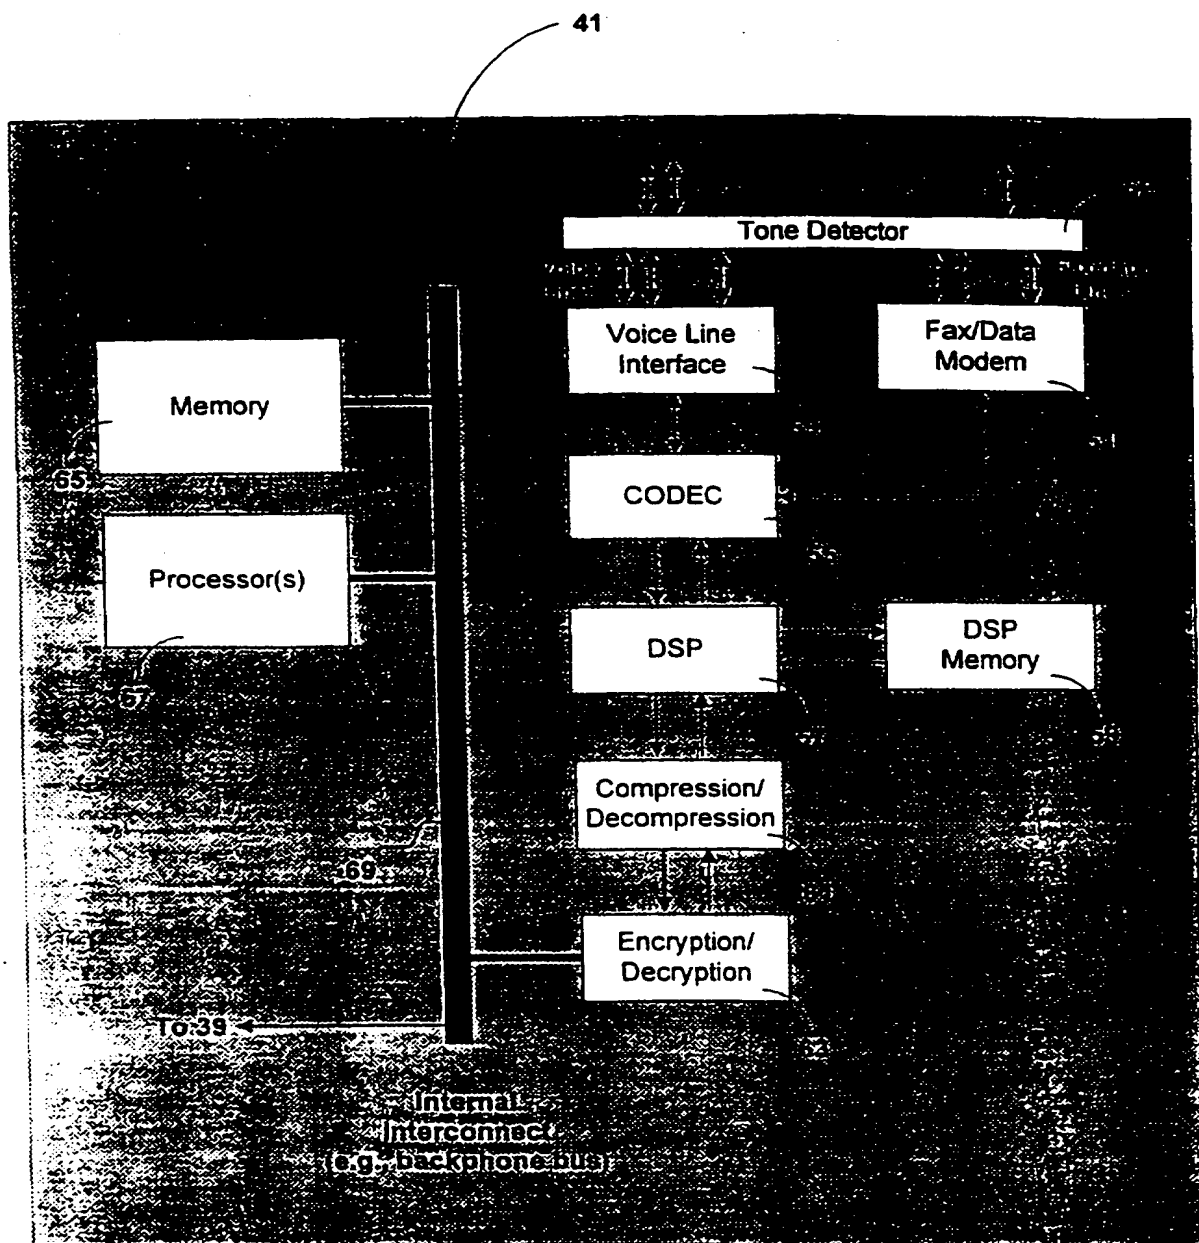 41
Tone Detector
Voice Line
Interface
Fax/Data
Modem
Memory
65
CODEC
Processor(s)
67
DSP
DSP
Memory
Compression/
Decompression
69
Encryption/
Decryption
To 39
Internal
Interconnect
(e.g., backphone bus)